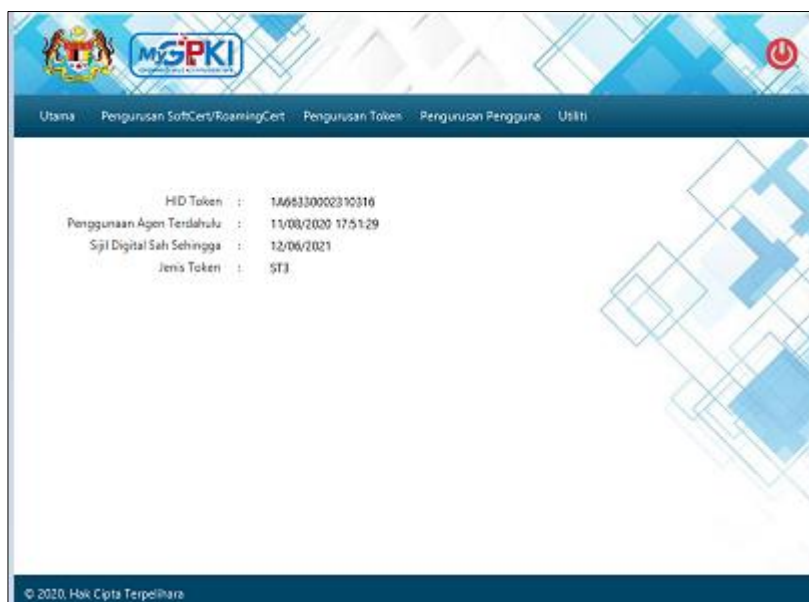 MyGPKI
Utama Pengurusan SoftCert/RoamingCert Pengurusan Token Pengurusan Pengguna Utiliti
HID Token : 1A66330002310316
Penggunaan Agen Terdahulu : 11/08/2020 17:51:29
Sijil Digital Sah Sehingga : 12/06/2021
Jenis Token : ST3
© 2020, Hak Cipta Terpelihara